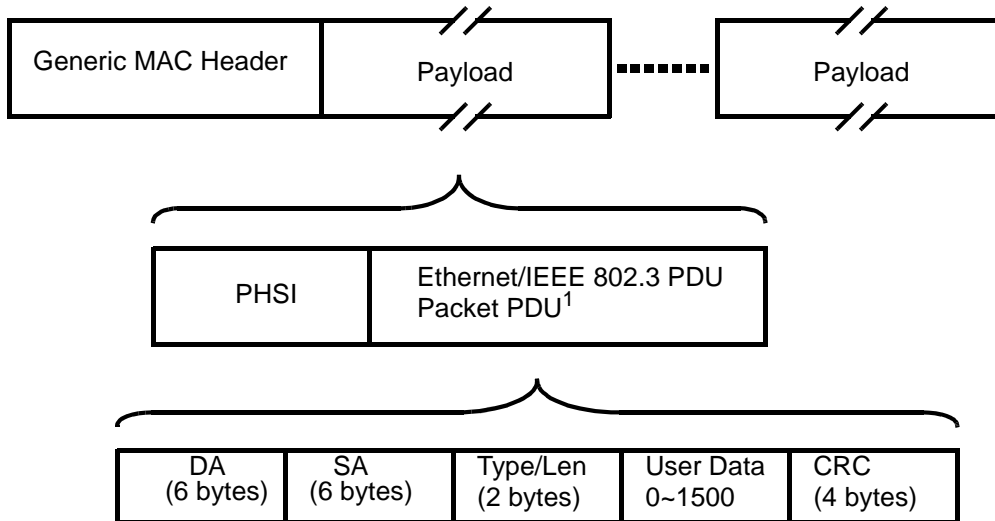 Generic MAC Header
Payload
Payload
PHSI
Ethernet/IEEE 802.3 PDU
Packet PDU1
DA
(6 bytes)
SA
(6 bytes)
Type/Len
(2 bytes)
User Data
0~1500
CRC
(4 bytes)